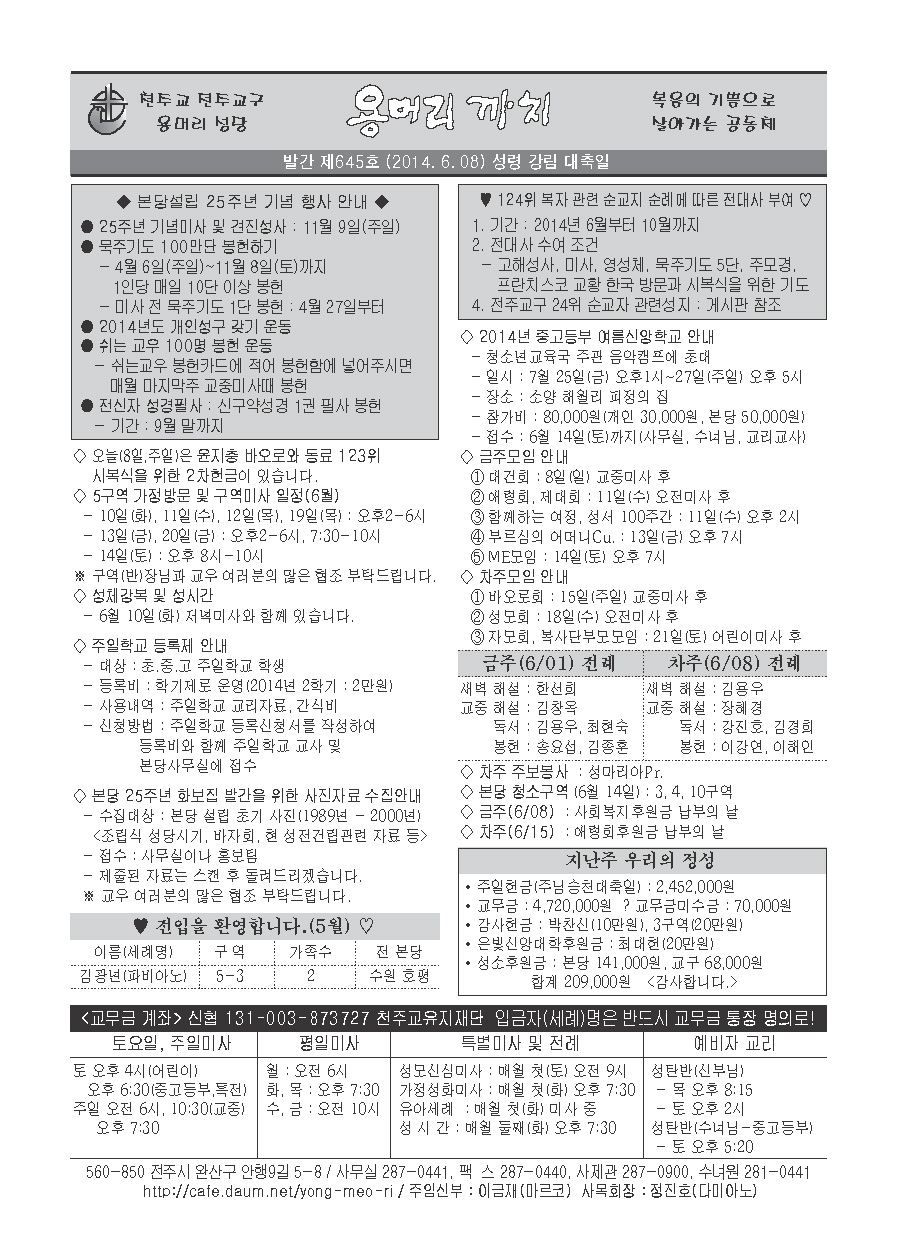 천주교 전주교구
용머리 성당
용머리 까치
복음의 기쁨으로
살아가는 공동체
발간 제645호 (2014. 6. 08) 성령 강림 대축일
◆ 본당설립 25주년 기념 행사 안내 ◆
● 25주년 기념미사 및 견진성사 : 11월 9일(주일)
● 묵주기도 100만단 봉헌하기
- 4월 6일(주일)~11월 8일(토)까지
1인당 매일 10단 이상 봉헌
- 미사 전 묵주기도 1단 봉헌 : 4월 27일부터
● 2014년도 개인성구 갖기 운동
● 쉬는 교우 100명 봉헌 운동
- 쉬는교우 봉헌카드에 적어 봉헌함에 넣어주시면
매월 마지막주 교중미사때 봉헌
● 전신자 성경필사 : 신구약성경 1권 필사 봉헌
- 기간 : 9월 말까지
◇ 오늘(8일,주일)은 윤지충 바오로와 동료 123위
시복식을 위한 2차헌금이 있습니다.
◇ 5구역 가정방문 및 구역미사 일정(6월)
- 10일(화), 11일(수), 12일(목), 19일(목) : 오후2-6시
- 13일(금), 20일(금) : 오후2-6시, 7:30-10시
- 14일(토) : 오후 8시-10시
※ 구역(반)장님과 교우 여러분의 많은 협조 부탁드립니다.
◇ 성체강복 및 성시간
- 6월 10일(화) 저녁미사와 함께 있습니다.
◇ 주일학교 등록제 안내
- 대상 : 초.중.고 주일학교 학생
- 등록비 : 학기제로 운영(2014년 2학기 : 2만원)
- 사용내역 : 주일학교 교리자료, 간식비
- 신청방법 : 주일학교 등록신청서를 작성하여
등록비와 함께 주일학교 교사 및
본당사무실에 접수
◇ 본당 25주년 화보집 발간을 위한 사진자료 수집안내
- 수집대상 : 본당 설립 초기 사진(1989년 - 2000년)
<조립식 성당시기, 바자회, 현 성전건립관련 자료 등>
- 접수 : 사무실이나 홍보팀
- 제출된 자료는 스캔 후 돌려드리겠습니다.
※ 교우 여러분의 많은 협조 부탁드립니다.
♥ 전입을 환영합니다.(5월) ♡
이름(세례명) 구 역 가족수 전 본당
김광년(파비아노) 5-3 2 수원 호평
♥ 124위 복자 관련 순교지 순례에 따른 전대사 부여 ♡
1. 기간 : 2014년 6월부터 10월까지
2. 전대사 수여 조건
- 고해성사, 미사, 영성체, 묵주기도 5단, 주모경,
프란치스코 교황 한국 방문과 시복식을 위한 기도
4. 전주교구 24위 순교자 관련성지 : 게시판 참조
◇ 2014년 중고등부 여름신앙학교 안내
- 청소년교육국 주관 음악캠프에 초대
- 일시 : 7월 25일(금) 오후1시~27일(주일) 오후 5시
- 장소 : 소양 해월리 피정의 집
- 참가비 : 80,000원(개인 30,000원, 본당 50,000원)
- 접수 : 6월 14일(토)까지(사무실, 수녀님, 교리교사)
◇ 금주모임 안내
① 대건회 : 8일(일) 교중미사 후
② 애령회, 제대회 : 11일(수) 오전미사 후
③ 함께하는 여정, 성서 100주간 : 11일(수) 오후 2시
④ 부르심의 어머니Cu. : 13일(금) 오후 7시
⑤ ME모임 : 14일(토) 오후 7시
◇ 차주모임 안내
① 바오로회 : 15일(주일) 교중미사 후
② 성모회 : 18일(수) 오전미사 후
③ 자모회, 복사단부모모임 : 21일(토) 어린이미사 후
금주(6/01) 전례 차주(6/08) 전례
새벽 해설 : 한선희 새벽 해설 : 김용우
교중 해설 : 김창옥 교중 해설 : 장혜경
독서 : 김용우, 최현숙 독서 : 강진호, 김경희
봉헌 : 송요섭, 김종훈 봉헌 : 이강연, 이해인
◇ 차주 주보봉사 : 성마리아Pr.
◇ 본당 청소구역 (6월 14일) : 3, 4, 10구역
◇ 금주(6/08) : 사회복지후원금 납부의 날
◇ 차주(6/15) : 애령회후원금 납부의 날
지난주 우리의 정성
• 주일헌금(주님승천대축일) : 2,452,000원
• 교무금 : 4,720,000원 ? 교무금미수금 : 70,000원
• 감사헌금 : 박찬신(10만원), 3구역(20만원)
• 은빛신앙대학후원금 : 최대헌(20만원)
• 성소후원금 : 본당 141,000원, 교구 68,000원
합계 209,000원 <감사합니다.>
<교무금 계좌> 신협 131-003-873727 천주교유지재단 입금자(세례)명은 반드시 교무금 통장 명의로!
토요일, 주일미사 평일미사 특별미사 및 전례 예비자 교리
토 오후 4시(어린이) 월 : 오전 6시 성모신심미사 : 매월 첫(토) 오전 9시 성탄반(신부님)
오후 6:30(중고등부,특전) 화, 목 : 오후 7:30 가정성화미사 : 매월 첫(화) 오후 7:30 - 목 오후 8:15
주일 오전 6시, 10:30(교중) 수, 금 : 오전 10시 유아세례 : 매월 첫(화) 미사 중 - 토 오후 2시
오후 7:30 성 시 간 : 매월 둘째(화) 오후 7:30 성탄반(수녀님-중고등부)
- 토 오후 5:20
560-850 전주시 완산구 안행9길 5-8 / 사무실 287-0441, 팩 스 287-0440, 사제관 287-0900, 수녀원 281-0441
http://cafe.daum.net/yong-meo-ri / 주임신부 : 이금재(마르코) 사목회장 : 정진호(다미아노)